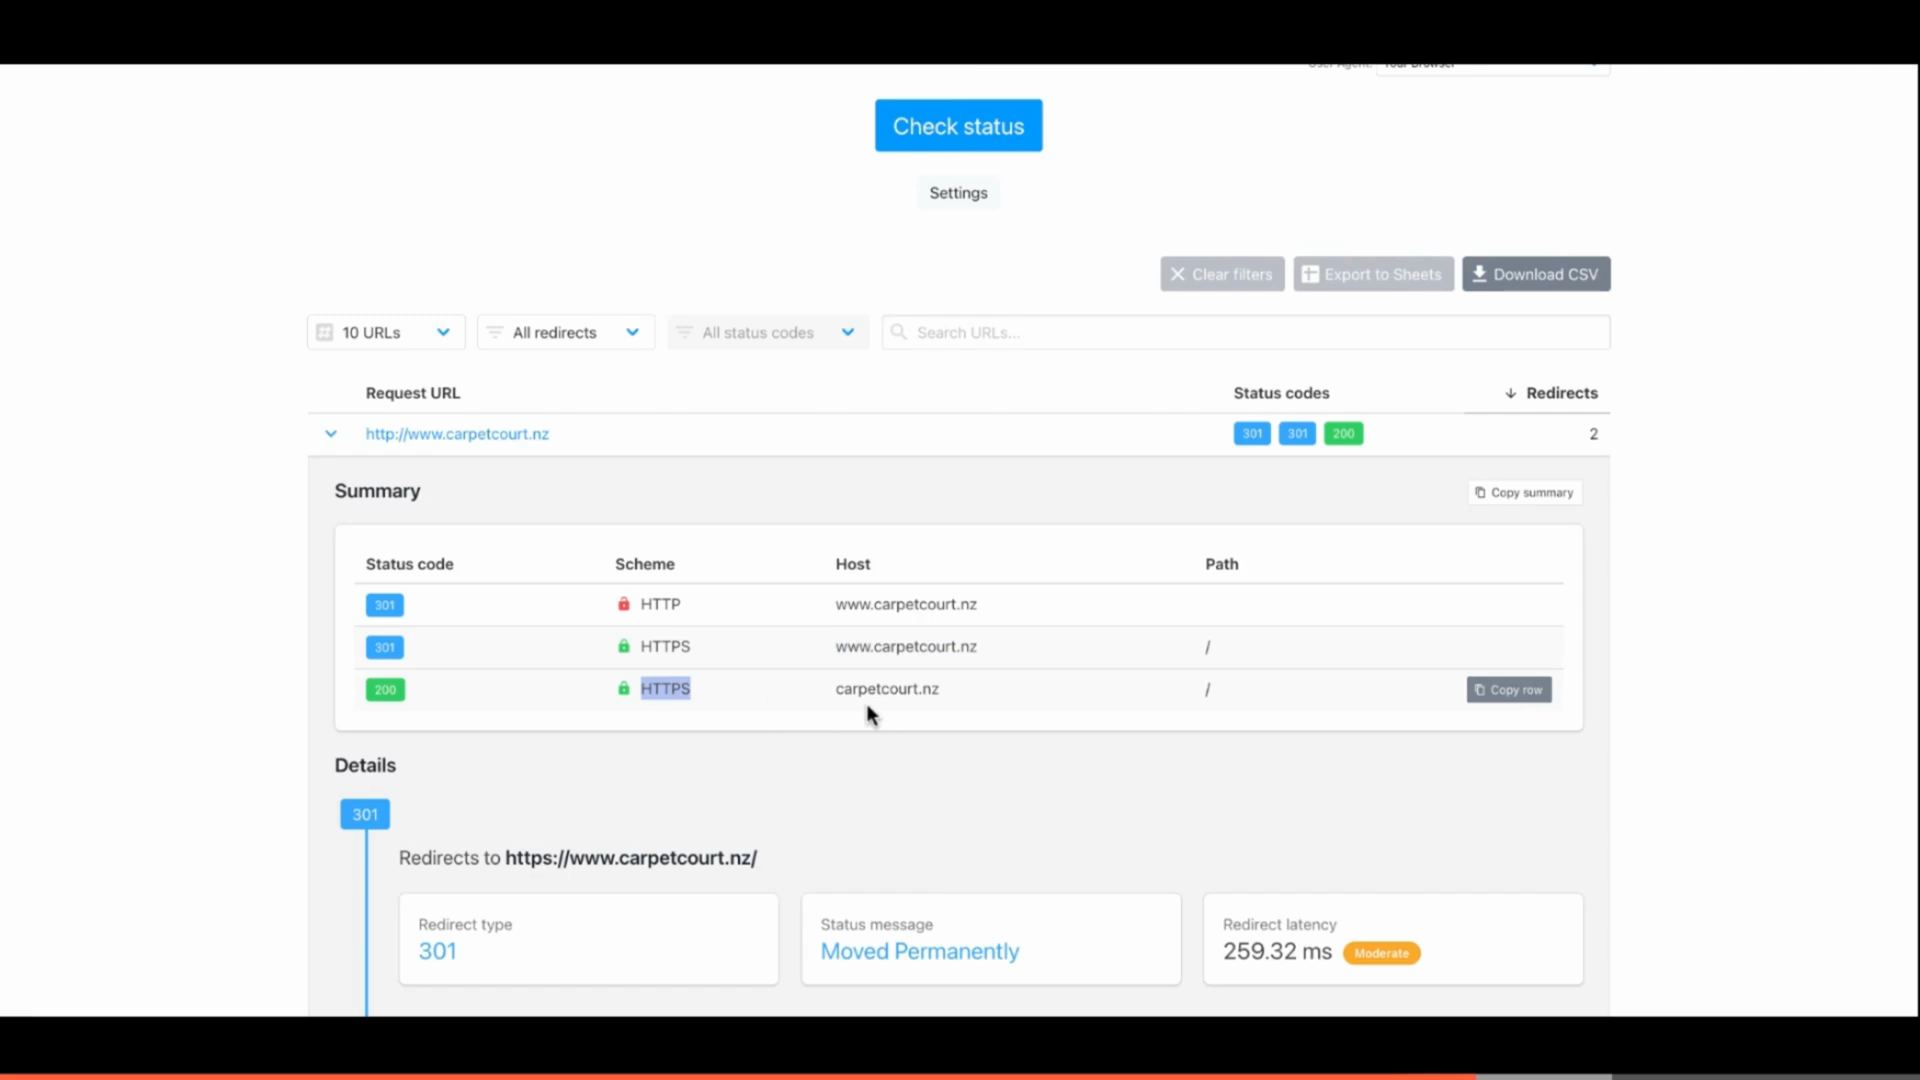 User Agent: Your Browser
Check status
Settings
Clear filters Export to Sheets Download CSV
10 URLs All redirects All status codes Search URLs...
Request URL Status codes Redirects
http://www.carpetcourt.nz 301 301 200 2
Summary Copy summary
Status code Scheme Host Path
301 HTTP www.carpetcourt.nz
301 HTTPS www.carpetcourt.nz /
200 HTTPS carpetcourt.nz / Copy row
Details
301
Redirects to https://www.carpetcourt.nz/
Redirect type Status message Redirect latency
301 Moved Permanently 259.32 ms Moderate